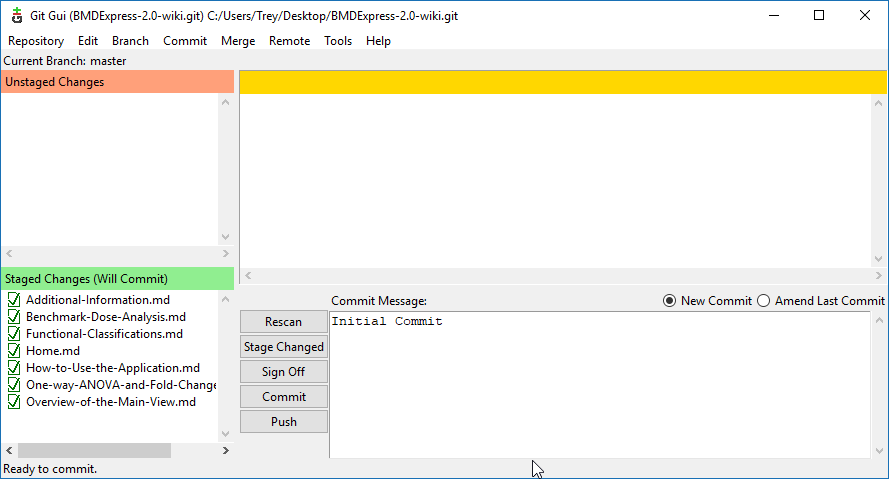 Git Gui (BMDExpress-2.0-wiki.git) C:/Users/Trey/Desktop/BMDExpress-2.0-wiki.git
Repository Edit Branch Commit Merge Remote Tools Help
Current Branch: master
Unstaged Changes
Staged Changes (Will Commit)
Additional-Information.md
Benchmark-Dose-Analysis.md
Functional-Classifications.md
Home.md
How-to-Use-the-Application.md
One-way-ANOVA-and-Fold-Change
Overview-of-the-Main-View.md
Commit Message:
New Commit Amend Last Commit
Rescan
Stage Changed
Sign Off
Commit
Push
Initial Commit
Ready to commit.